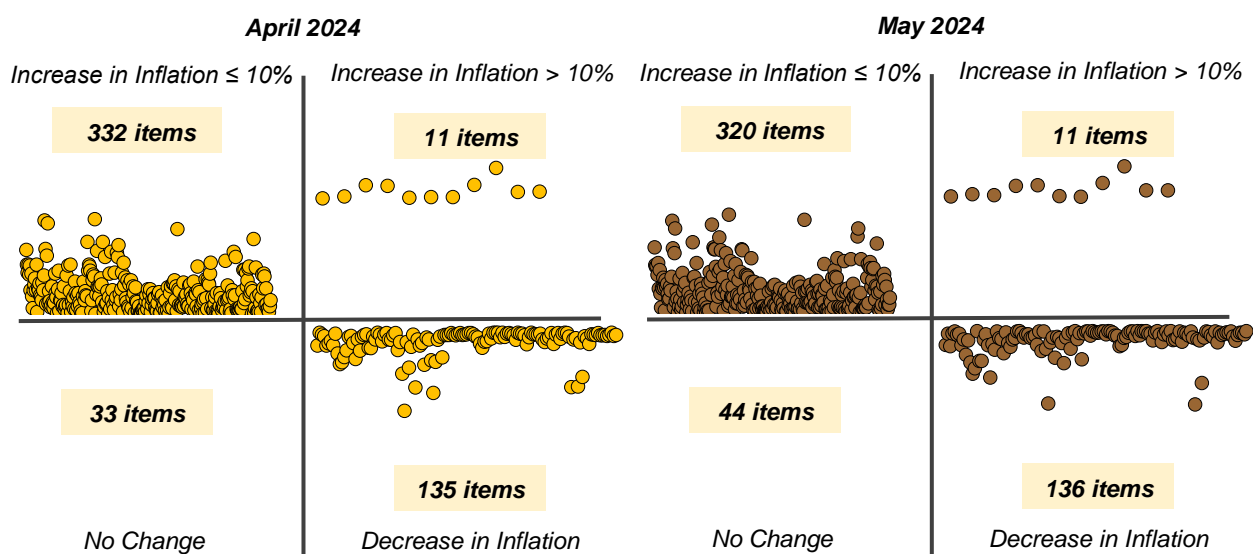 April 2024
Increase in Inflation ≤ 10%
Increase in Inflation > 10%
332 items
11 items
33 items
135 items
No Change
Decrease in Inflation
May 2024
Increase in Inflation ≤ 10%
Increase in Inflation > 10%
320 items
11 items
44 items
136 items
No Change
Decrease in Inflation